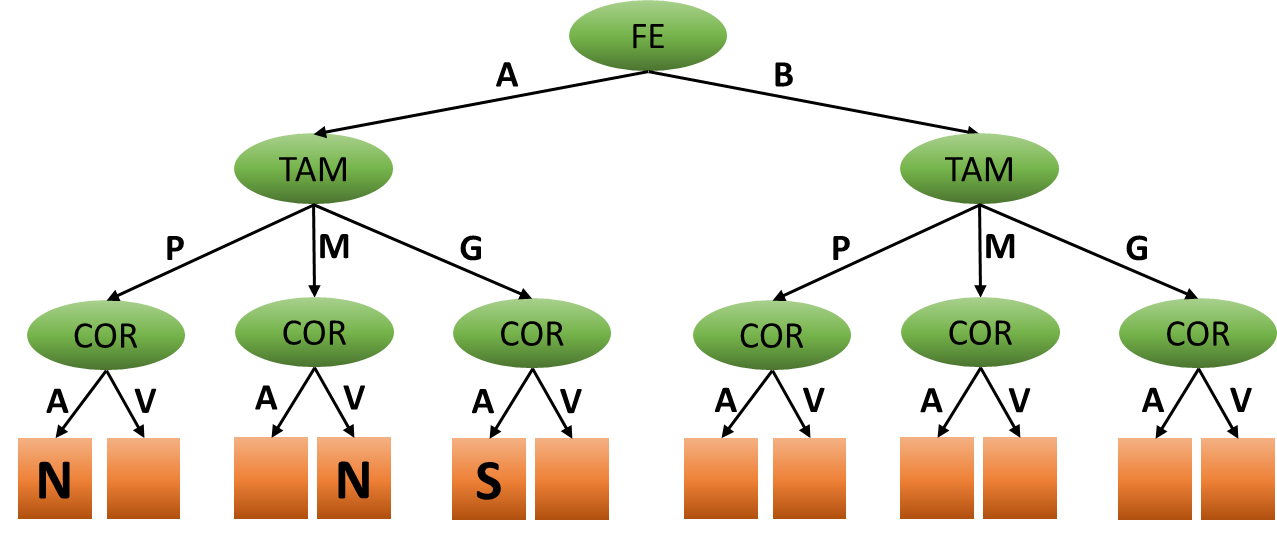 FE
A B
TAM TAM
P M G P M G
COR COR COR COR COR COR
A V A V A V A V A V A V
N N S